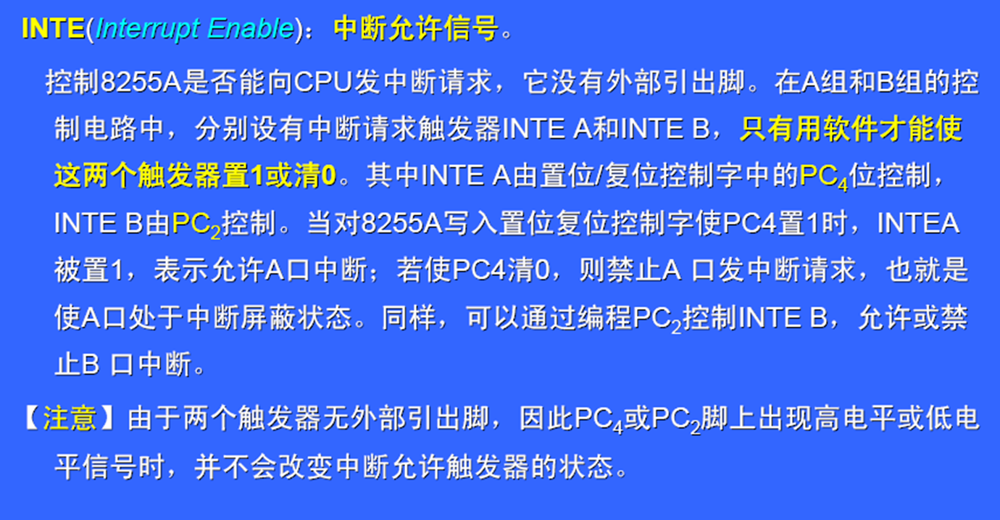 INTE(Interrupt Enable)：中断允许信号。
控制8255A是否能向CPU发中断请求，它没有外部引出脚。在A组和B组的控
制电路中，分别设有中断请求触发器INTE A和INTE B，只有用软件才能使
这两个触发器置1或清0。其中INTE A由置位/复位控制字中的PC₄位控制，
INTE B由PC₂控制。当对8255A写入置位复位控制字使PC4置1时，INTEA
被置1，表示允许A口中断；若使PC4清0，则禁止A 口发中断请求，也就是
使A口处于中断屏蔽状态。同样，可以通过编程PC₂控制INTE B，允许或禁
止B 口中断。
【注意】由于两个触发器无外部引出脚，因此PC₄或PC₂脚上出现高电平或低电
平信号时，并不会改变中断允许触发器的状态。